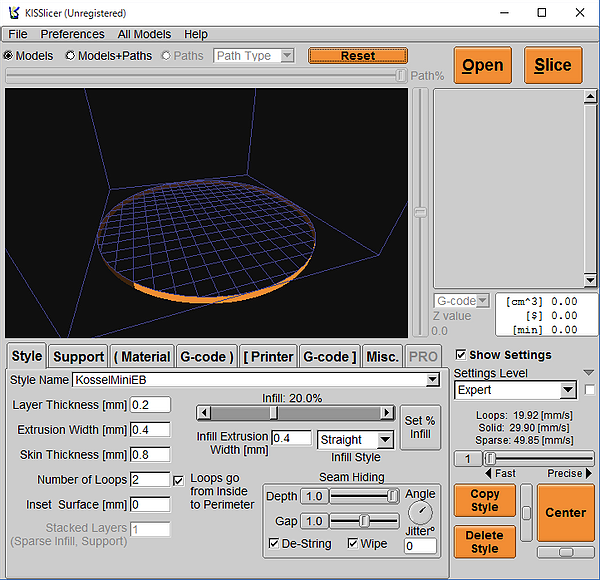 KISSlicer (Unregistered)
File Preferences All Models Help
Models Models+Paths Paths Path Type Reset
Path%
Open Slice
G-code
Z value
0.0
[cm^3] 0.00
[$] 0.00
[min] 0.00
Style Support ( Material G-code ) [ Printer G-code ] Misc. PRO
Style Name KosselMiniEB
Layer Thickness [mm] 0.2
Extrusion Width [mm] 0.4
Skin Thickness [mm] 0.8
Number of Loops 2
Loops go
from Inside
to Perimeter
Inset Surface [mm] 0
Stacked Layers
(Sparse Infill, Support) 1
Infill: 20.0%
Set %
Infill
Infill Extrusion
Width [mm] 0.4
Straight
Infill Style
Seam Hiding
Depth 1.0
Gap 1.0
Angle
Jitterº
0
De-String Wipe
Show Settings
Settings Level
Expert
Loops: 19.92 [mm/s]
Solid: 29.90 [mm/s]
Sparse: 49.85 [mm/s]
1
Fast Precise
Copy
Style
Delete
Style
Center